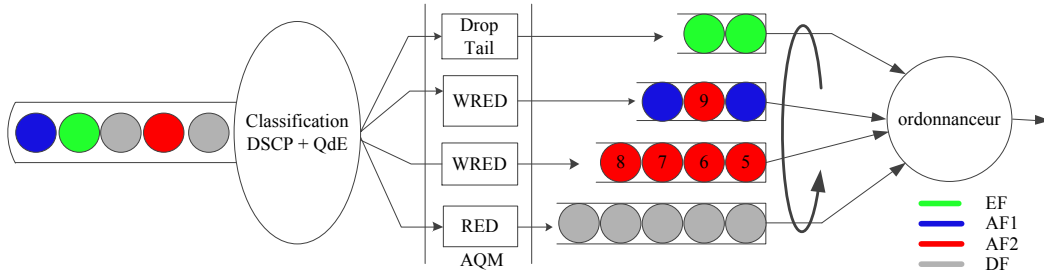 Drop
Tail
WRED
WRED
RED
AQM
Classification
DSCP + QdE
9
8 7 6 5
ordonnanceur
EF
AF1
AF2
DF